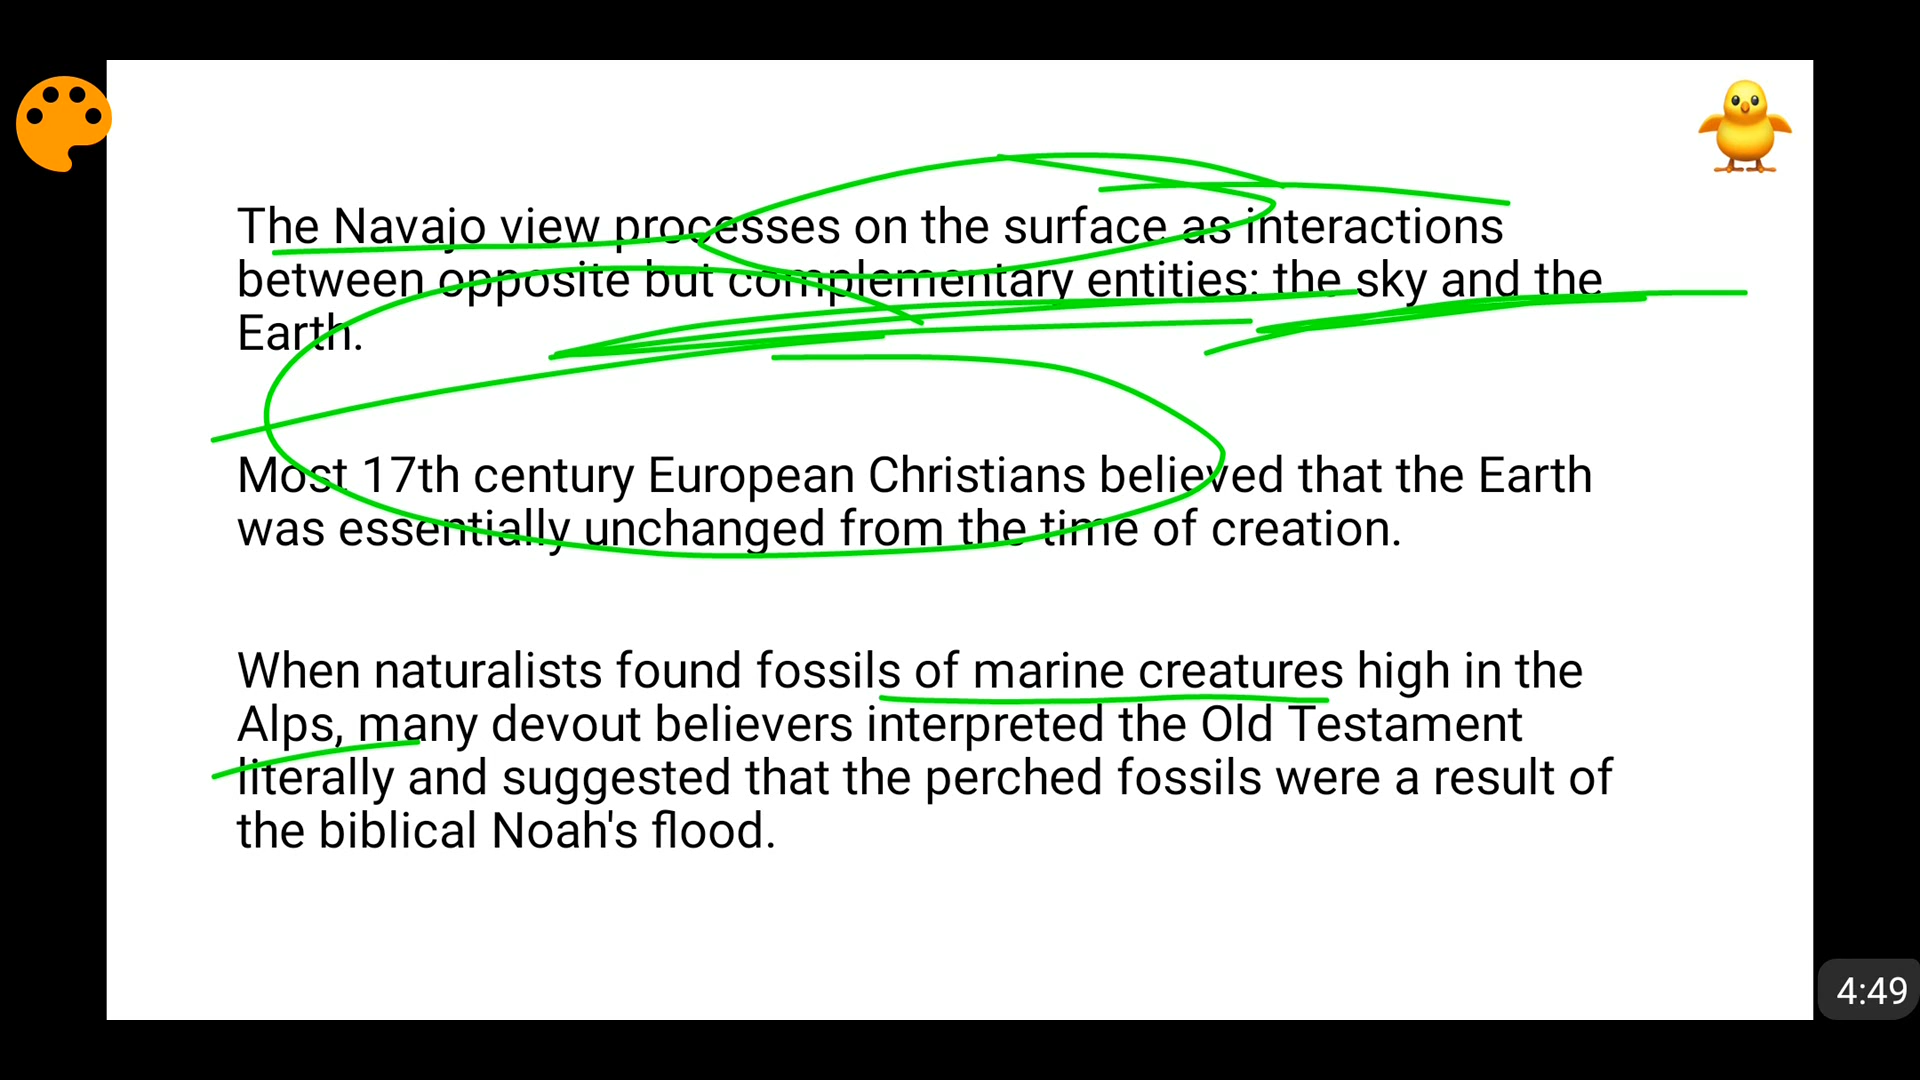 The Navajo view processes on the surface as interactions
between opposite but complementary entities: the sky and the
Earth.
Most 17th century European Christians believed that the Earth
was essentially unchanged from the time of creation.
When naturalists found fossils of marine creatures high in the
Alps, many devout believers interpreted the Old Testament
literally and suggested that the perched fossils were a result of
the biblical Noah's flood.
4:49